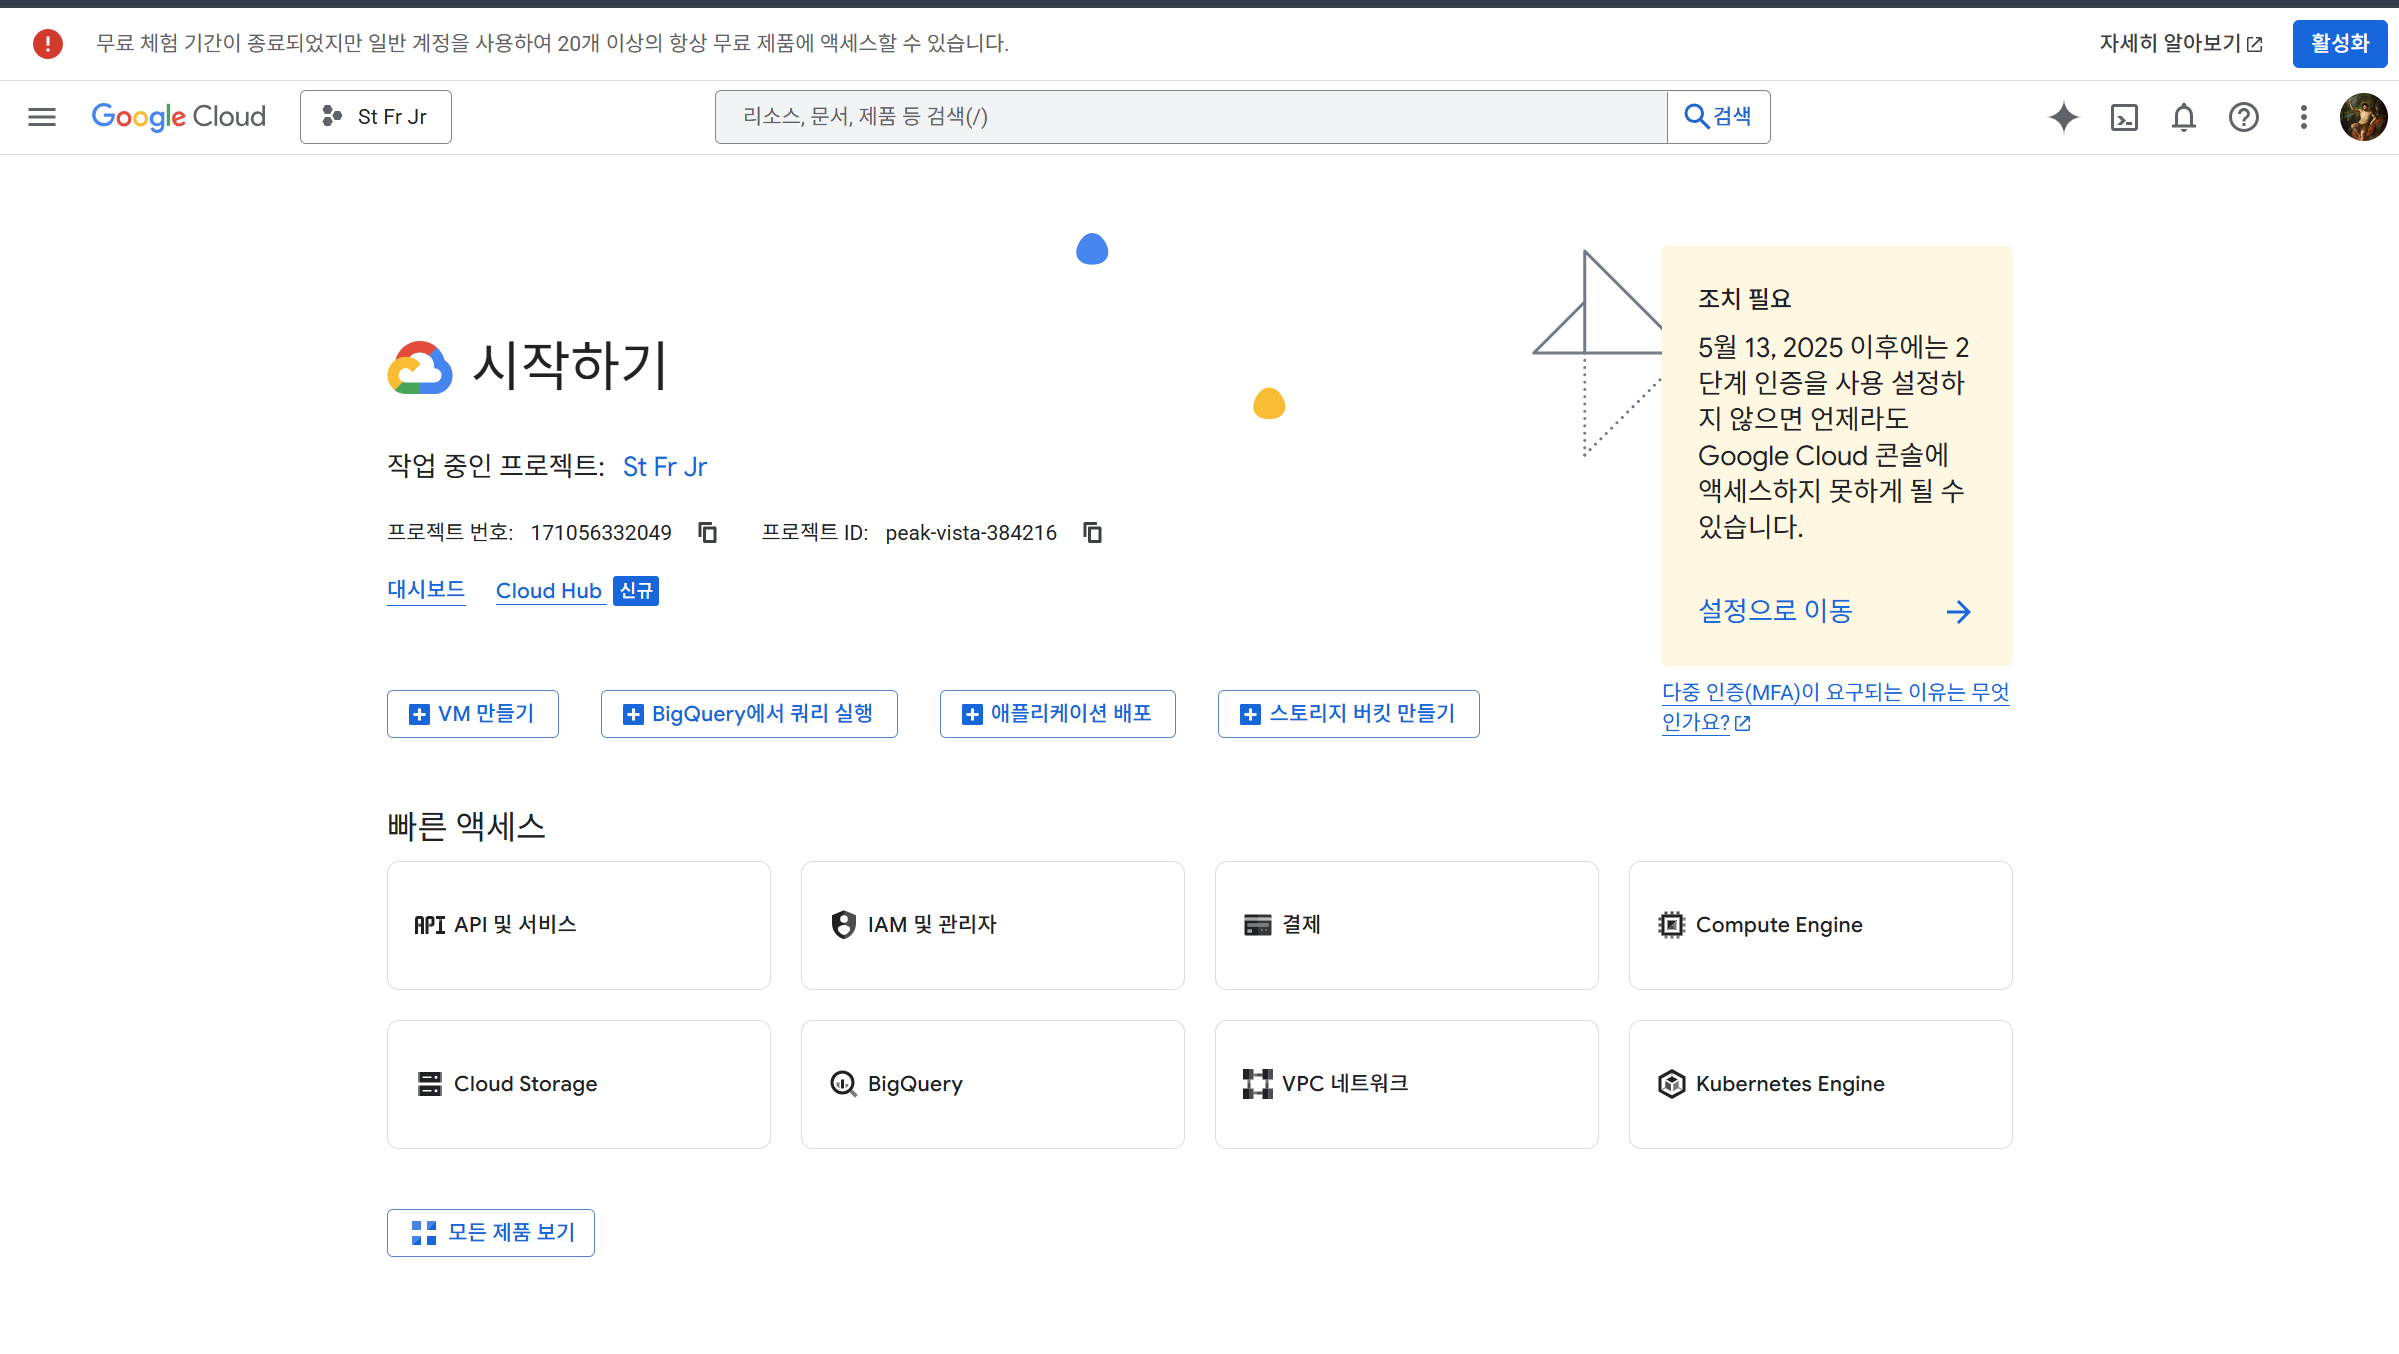 무료 체험 기간이 종료되었지만 일반 계정을 사용하여 20개 이상의 항상 무료 제품에 액세스할 수 있습니다.
자세히 알아보기
활성화
Google Cloud
St Fr Jr
리소스, 문서, 제품 등 검색(/)
검색
시작하기
작업 중인 프로젝트: St Fr Jr
프로젝트 번호: 171056332049
프로젝트 ID: peak-vista-384216
대시보드
Cloud Hub 신규
조치 필요
5월 13, 2025 이후에는 2
단계 인증을 사용 설정하
지 않으면 언제라도
Google Cloud 콘솔에
액세스하지 못하게 될 수
있습니다.
설정으로 이동
다중 인증(MFA)이 요구되는 이유는 무엇
인가요?
VM 만들기
BigQuery에서 쿼리 실행
애플리케이션 배포
스토리지 버킷 만들기
빠른 액세스
API API 및 서비스
IAM 및 관리자
결제
Compute Engine
Cloud Storage
BigQuery
VPC 네트워크
Kubernetes Engine
모든 제품 보기